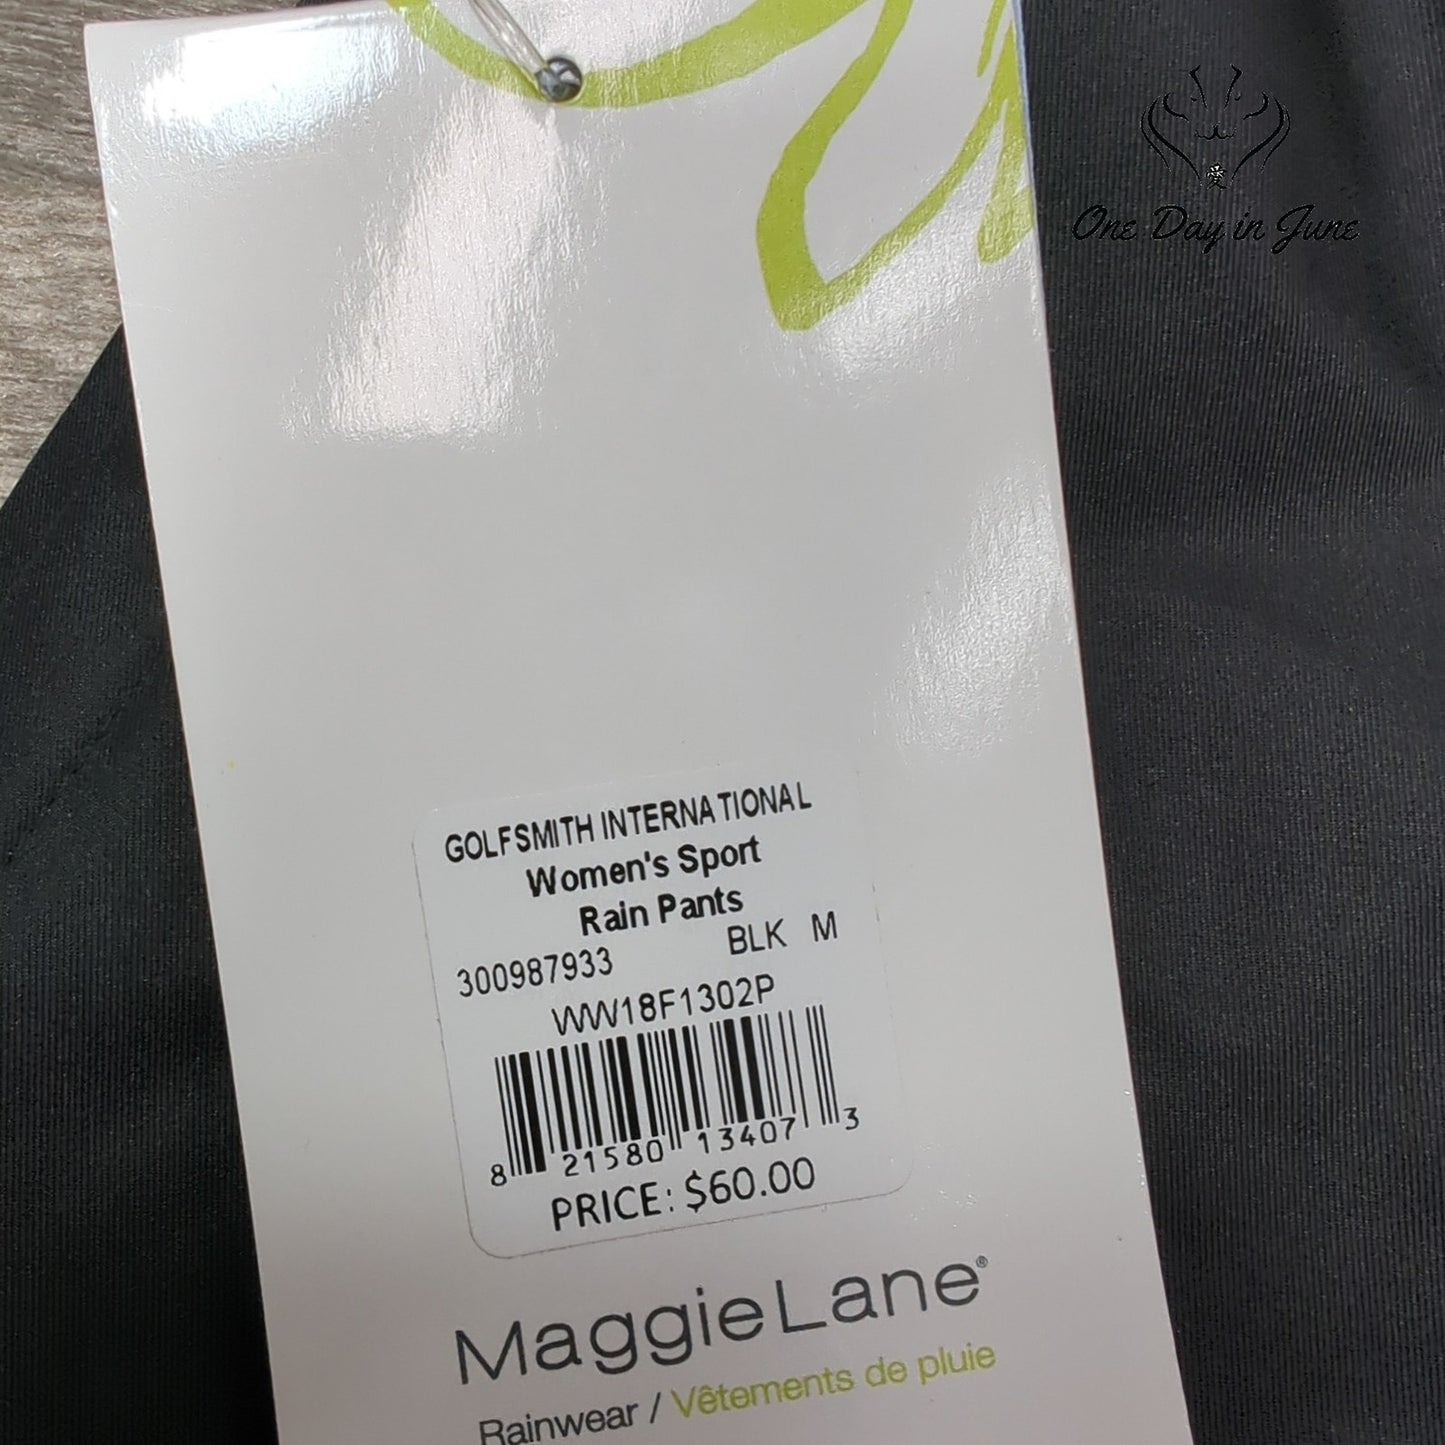 愛
One Day in June
GOLFSMITH INTERNATIONAL
Women's Sport
Rain Pants
300987933 BLK M
WW18F1302P
8 21580 13407 3
PRICE: $60.00
MaggieLane®
Rainwear / Vêtements de pluie